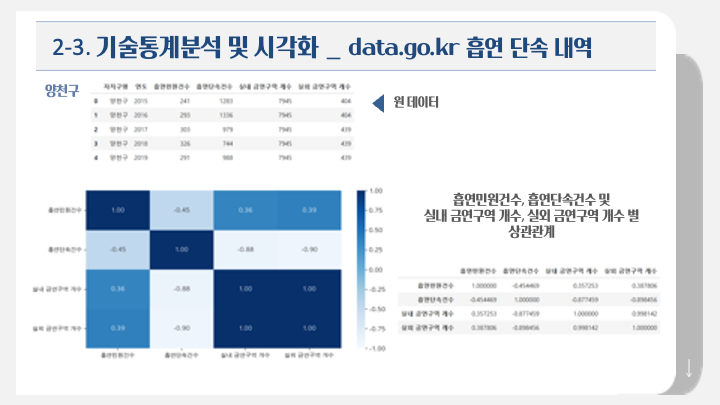 2-3. 기술통계분석 및 시각화 _ data.go.kr 흡연 단속 내역
양천구
자치구명 연도 흡연민원건수 흡연단속건수 실내 금연구역 개수 실외 금연구역 개수
0 양천구 2015 241 1283 7945 404
1 양천구 2016 293 1336 7945 404
2 양천구 2017 303 979 7945 439
3 양천구 2018 326 744 7945 439
4 양천구 2019 291 988 7945 439
원 데이터
흡연민원건수 1.00 -0.45 0.36 0.39
흡연단속건수 -0.45 1.00 -0.88 -0.90
실내 금연구역 개수 0.36 -0.88 1.00 1.00
실외 금연구역 개수 0.39 -0.90 1.00 1.00
흡연민원건수 흡연단속건수 실내 금연구역 개수 실외 금연구역 개수
1.00
0.75
0.50
0.25
0.00
-0.25
-0.50
-0.75
-1.00
흡연민원건수, 흡연단속건수 및
실내 금연구역 개수, 실외 금연구역 개수 별
상관관계
흡연민원건수 흡연단속건수 실내 금연구역 개수 실외 금연구역 개수
흡연민원건수 1.000000 -0.454469 0.357253 0.387806
흡연단속건수 -0.454469 1.000000 -0.877459 -0.898456
실내 금연구역 개수 0.357253 -0.877459 1.000000 0.998142
실외 금연구역 개수 0.387806 -0.898456 0.998142 1.000000